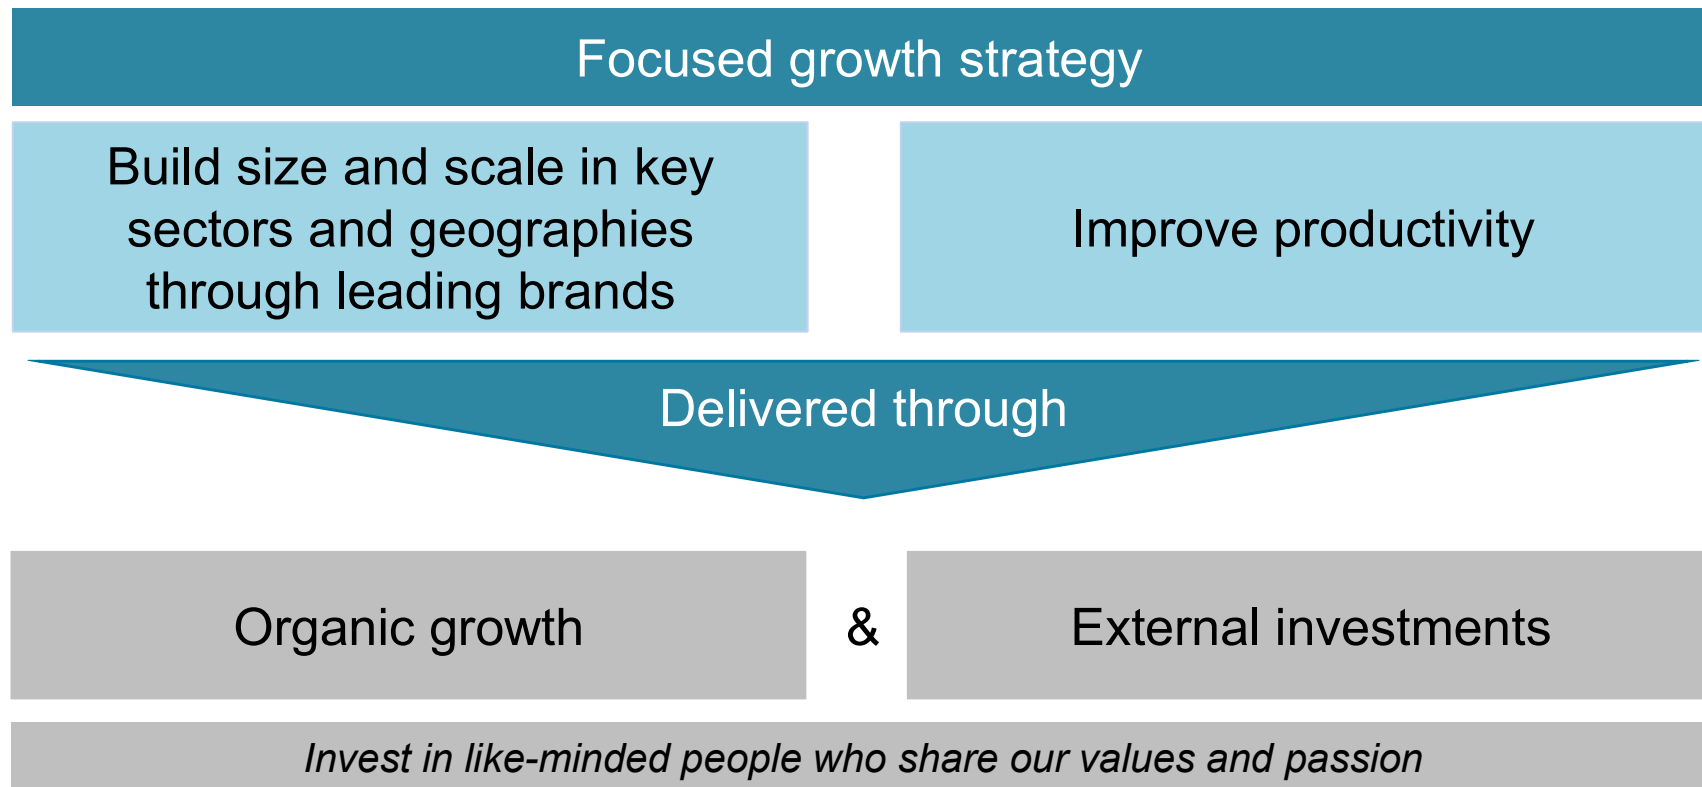 Focused growth strategy
Build size and scale in key
sectors and geographies
through leading brands
Improve productivity
Delivered through
Organic growth
&
External investments
Invest in like-minded people who share our values and passion